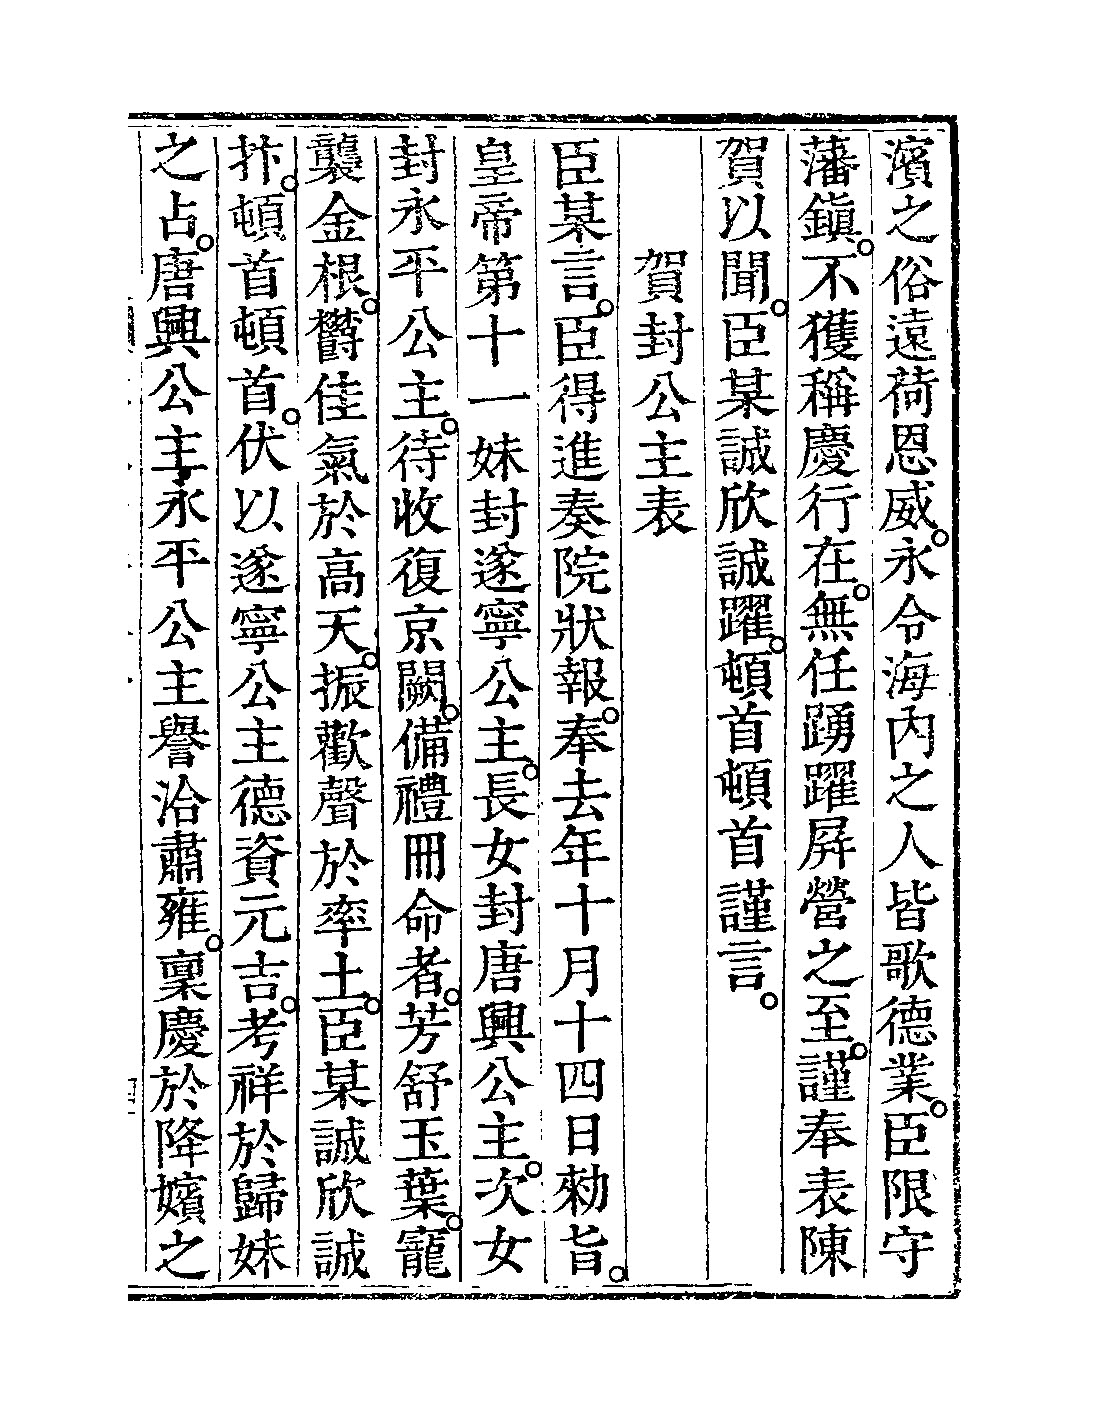 濱之俗遠荷恩威。永令海內之人皆歌德業。臣限守
藩鎭。不獲稱慶行在。無任踴躍屛營之至。謹奉表陳
賀以聞。臣某誠欣誠躍。頓首頓首謹言。
賀封公主表
臣某言。臣得進奏院狀報。奉去年十月十四日勑旨。
皇帝第十一妹封遂寧公主。長女封唐興公主。次女
封永平公主。待收復京闕。備禮冊命者。芳舒玉葉。寵
襲金根。欝佳氣於高天。振歡聲於率土。臣某誠欣誠
抃。頓首頓首。伏以遂寧公主德資元吉。考祥於歸妹
之占。唐興公主永平公主譽洽肅雍。稟慶於降嬪之